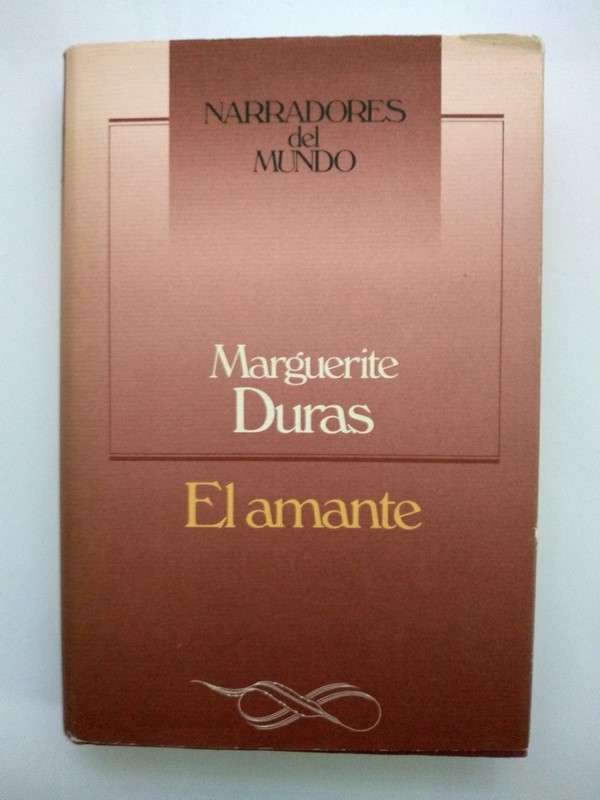 NARRADORES
del
MUNDO
Marguerite
Duras
El amante